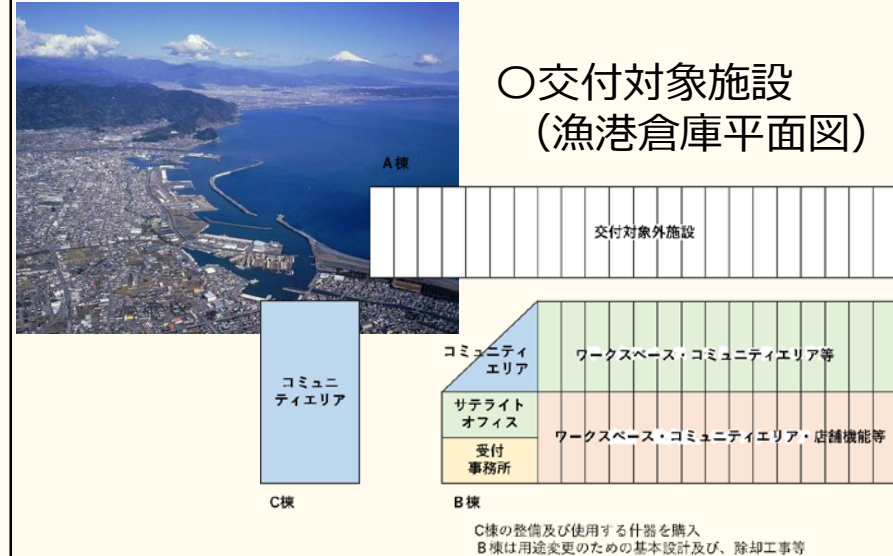 〇交付対象施設
（漁港倉庫平面図）
A棟
交付対象外施設
コミュニ
ティエリア
コミュニティ
エリア
ワークスペース・コミュニティエリア等
サテライト
オフィス
ワークスペース・コミュニティエリア・店舗機能等
受付
事務所
C棟
B棟
C棟の整備及び使用する什器を購入
B棟は用途変更のための基本設計及び、除却工事等